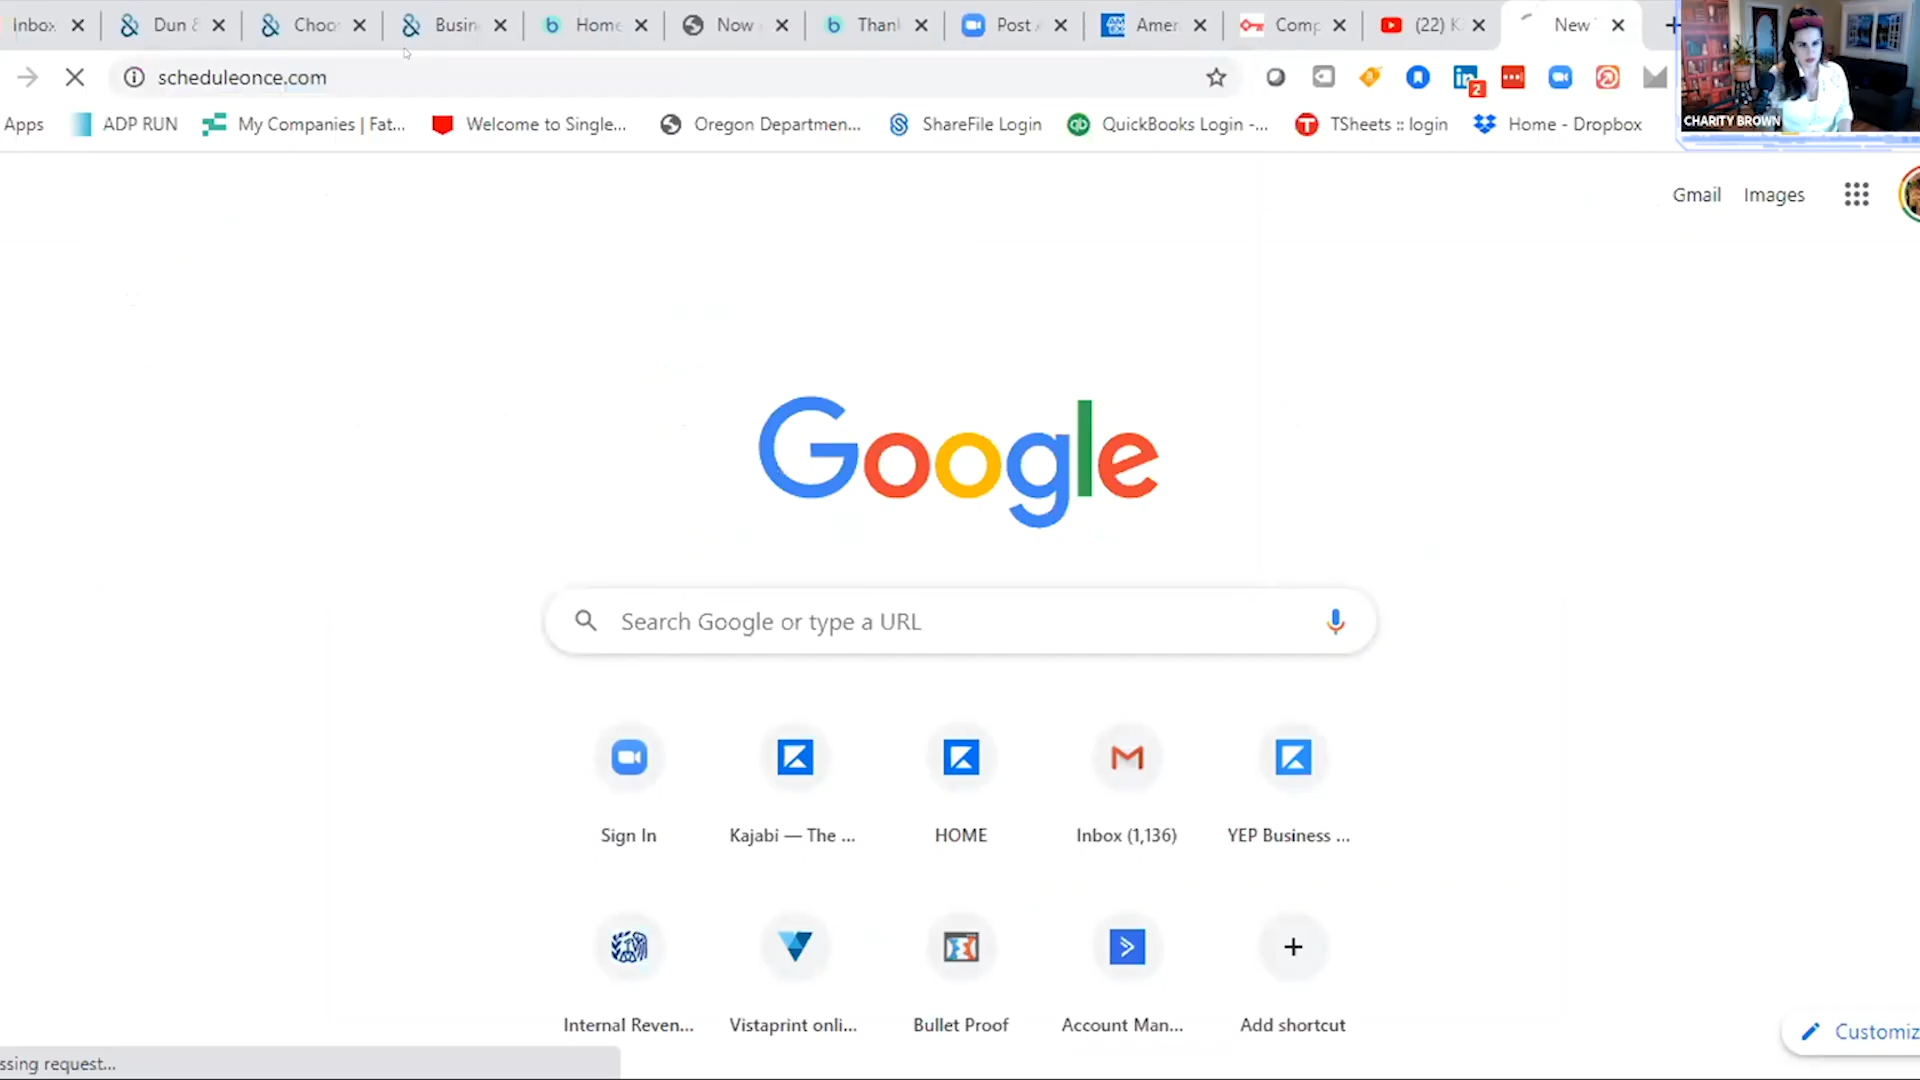 Inbox Dun & Choo Busin Home Now Thank Post Amer Comp (22) K New
scheduleonce.com
2
Apps ADP RUN My Companies | Fat... Welcome to Single... Oregon Departmen... ShareFile Login QuickBooks Login -... TSheets :: login Home - Dropbox
CHARITY BROWN
Gmail Images
Google
Search Google or type a URL
Sign In Kajabi — The ... HOME Inbox (1,136) YEP Business ...
Internal Reven... Vistaprint onli... Bullet Proof Account Man... Add shortcut
Customiz
ssing request...